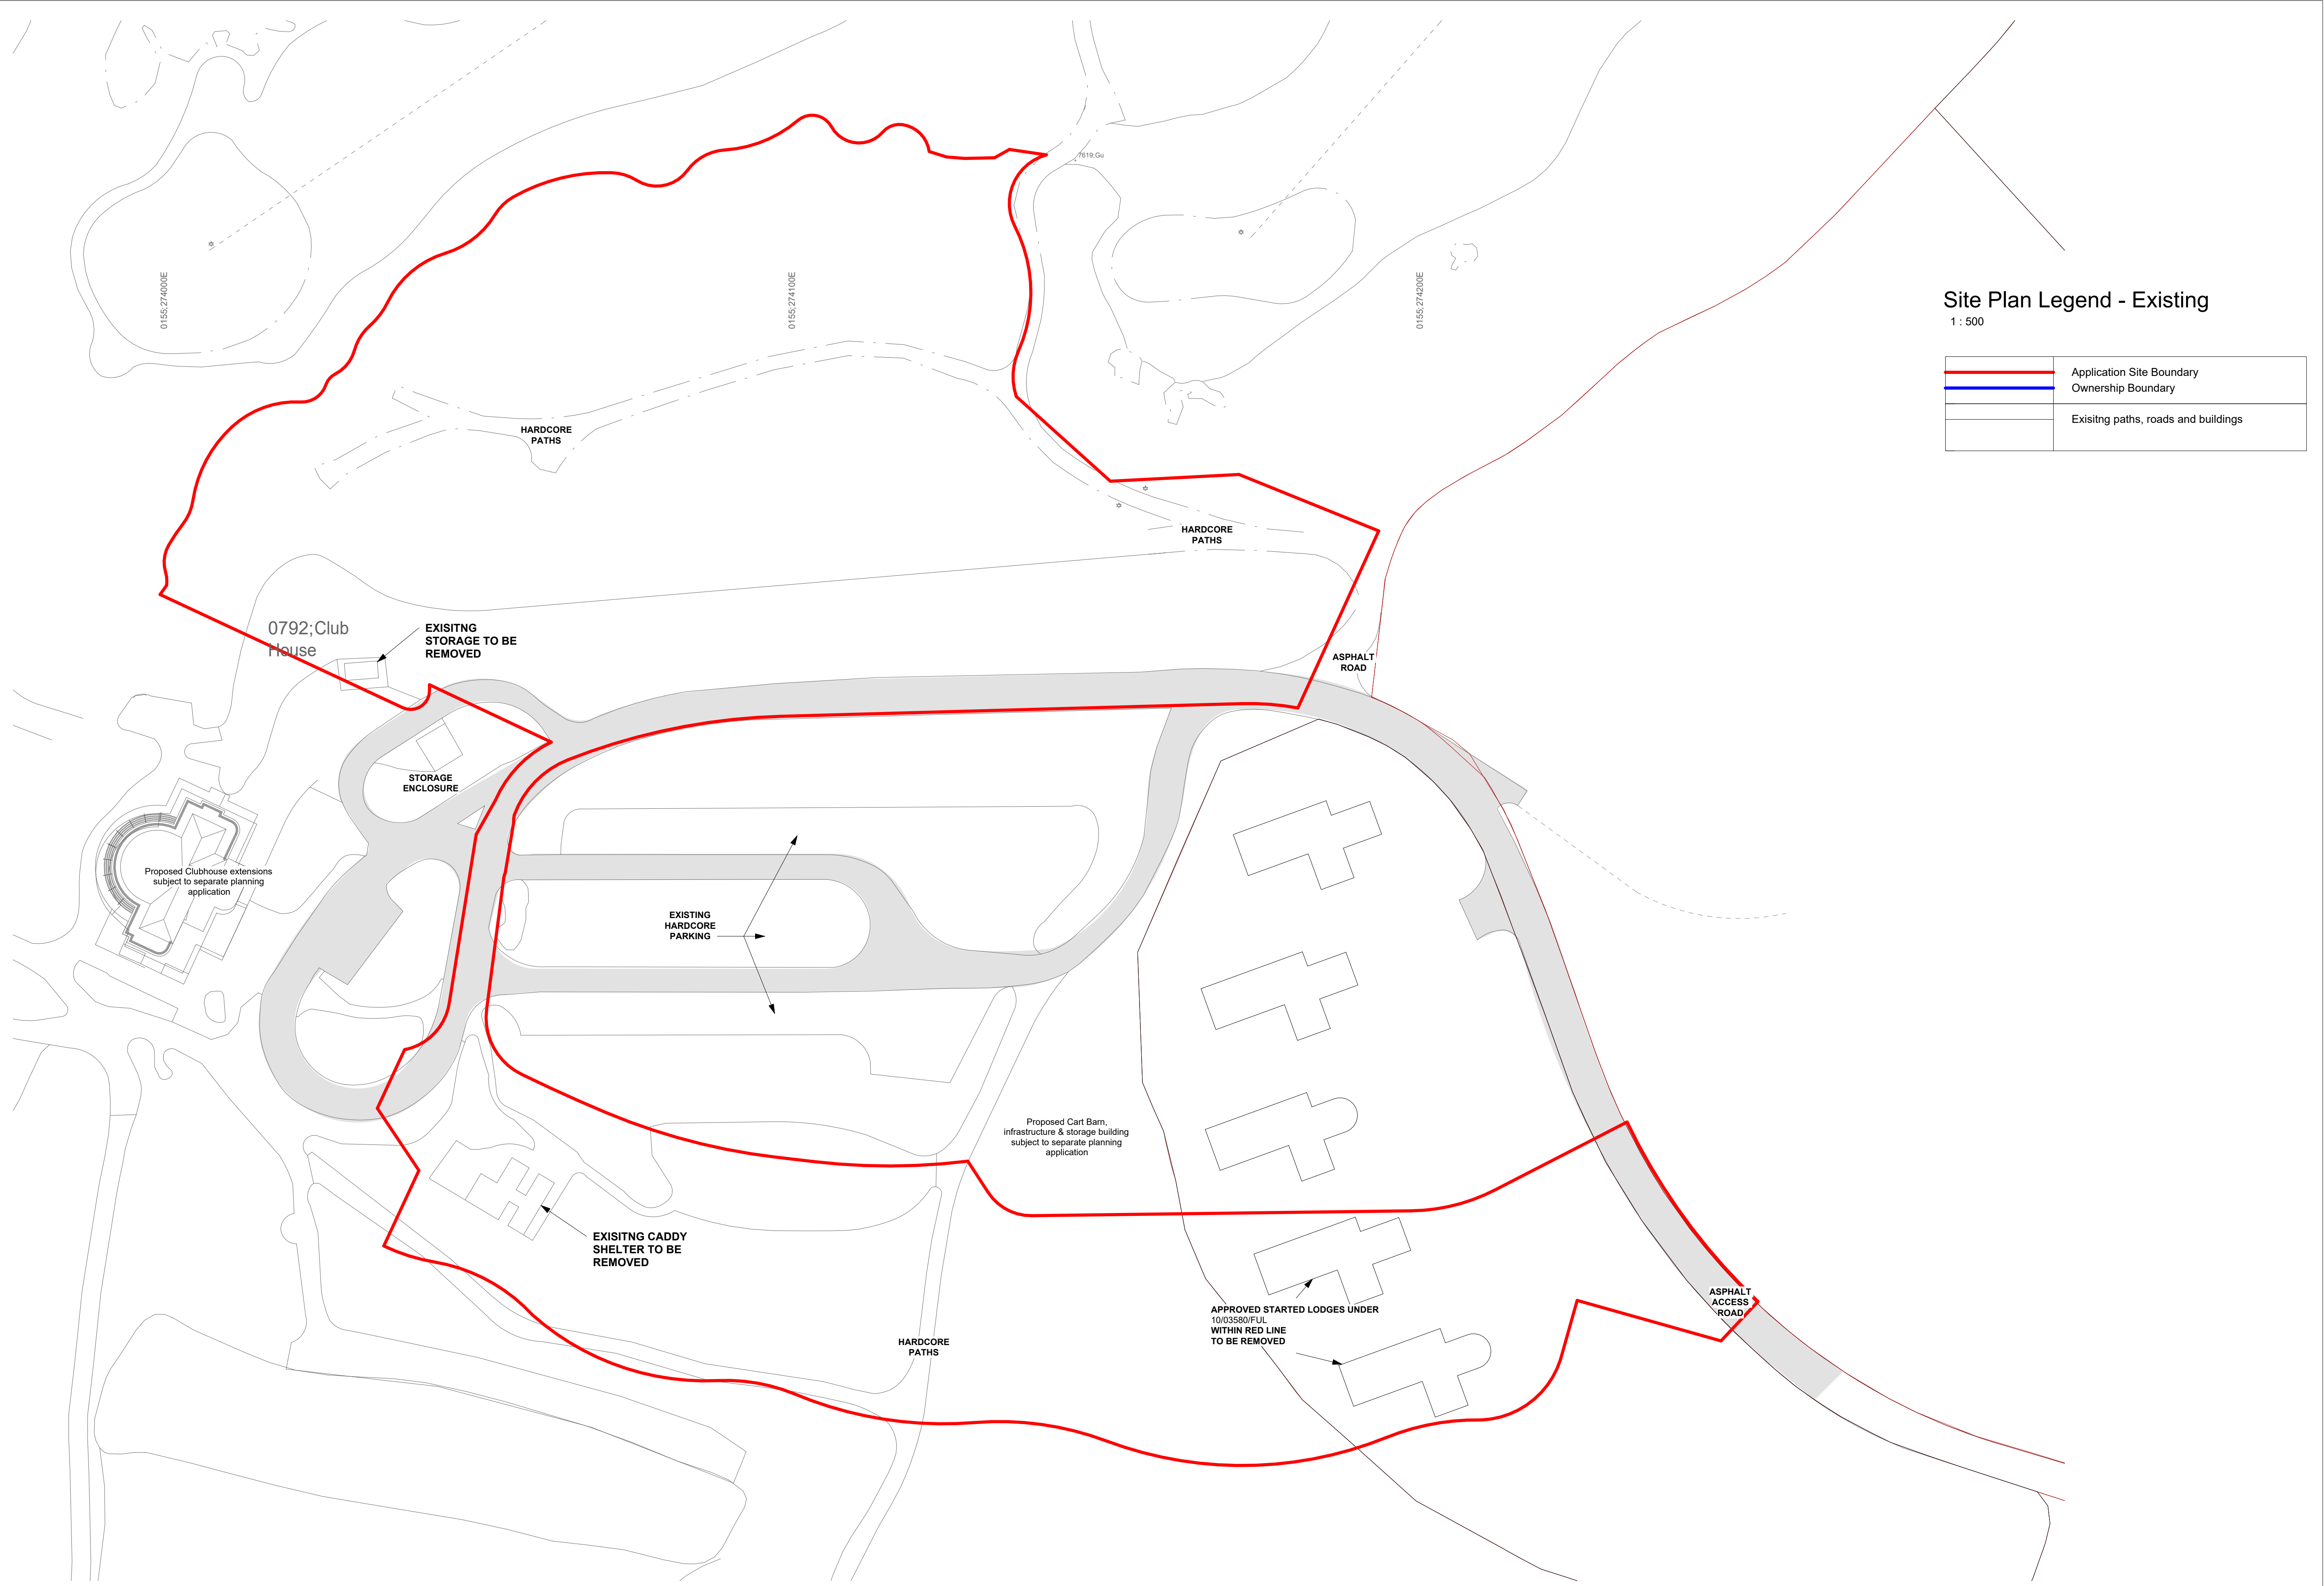 7619;Gu
0155;274000E
0155;274100E
0155;274200E
Site Plan Legend - Existing
1 : 500
Application Site Boundary
Ownership Boundary
Exisitng paths, roads and buildings
HARDCORE
PATHS
HARDCORE
PATHS
0792;Club
House
EXISITNG
STORAGE TO BE
REMOVED
ASPHALT
ROAD
STORAGE
ENCLOSURE
Proposed Clubhouse extensions
subject to separate planning
application
EXISTING
HARDCORE
PARKING
Proposed Cart Barn,
infrastructure & storage building
subject to separate planning
application
EXISITNG CADDY
SHELTER TO BE
REMOVED
ASPHALT
ACCESS
ROAD
APPROVED STARTED LODGES UNDER
10/03580/FUL
WITHIN RED LINE
TO BE REMOVED
HARDCORE
PATHS